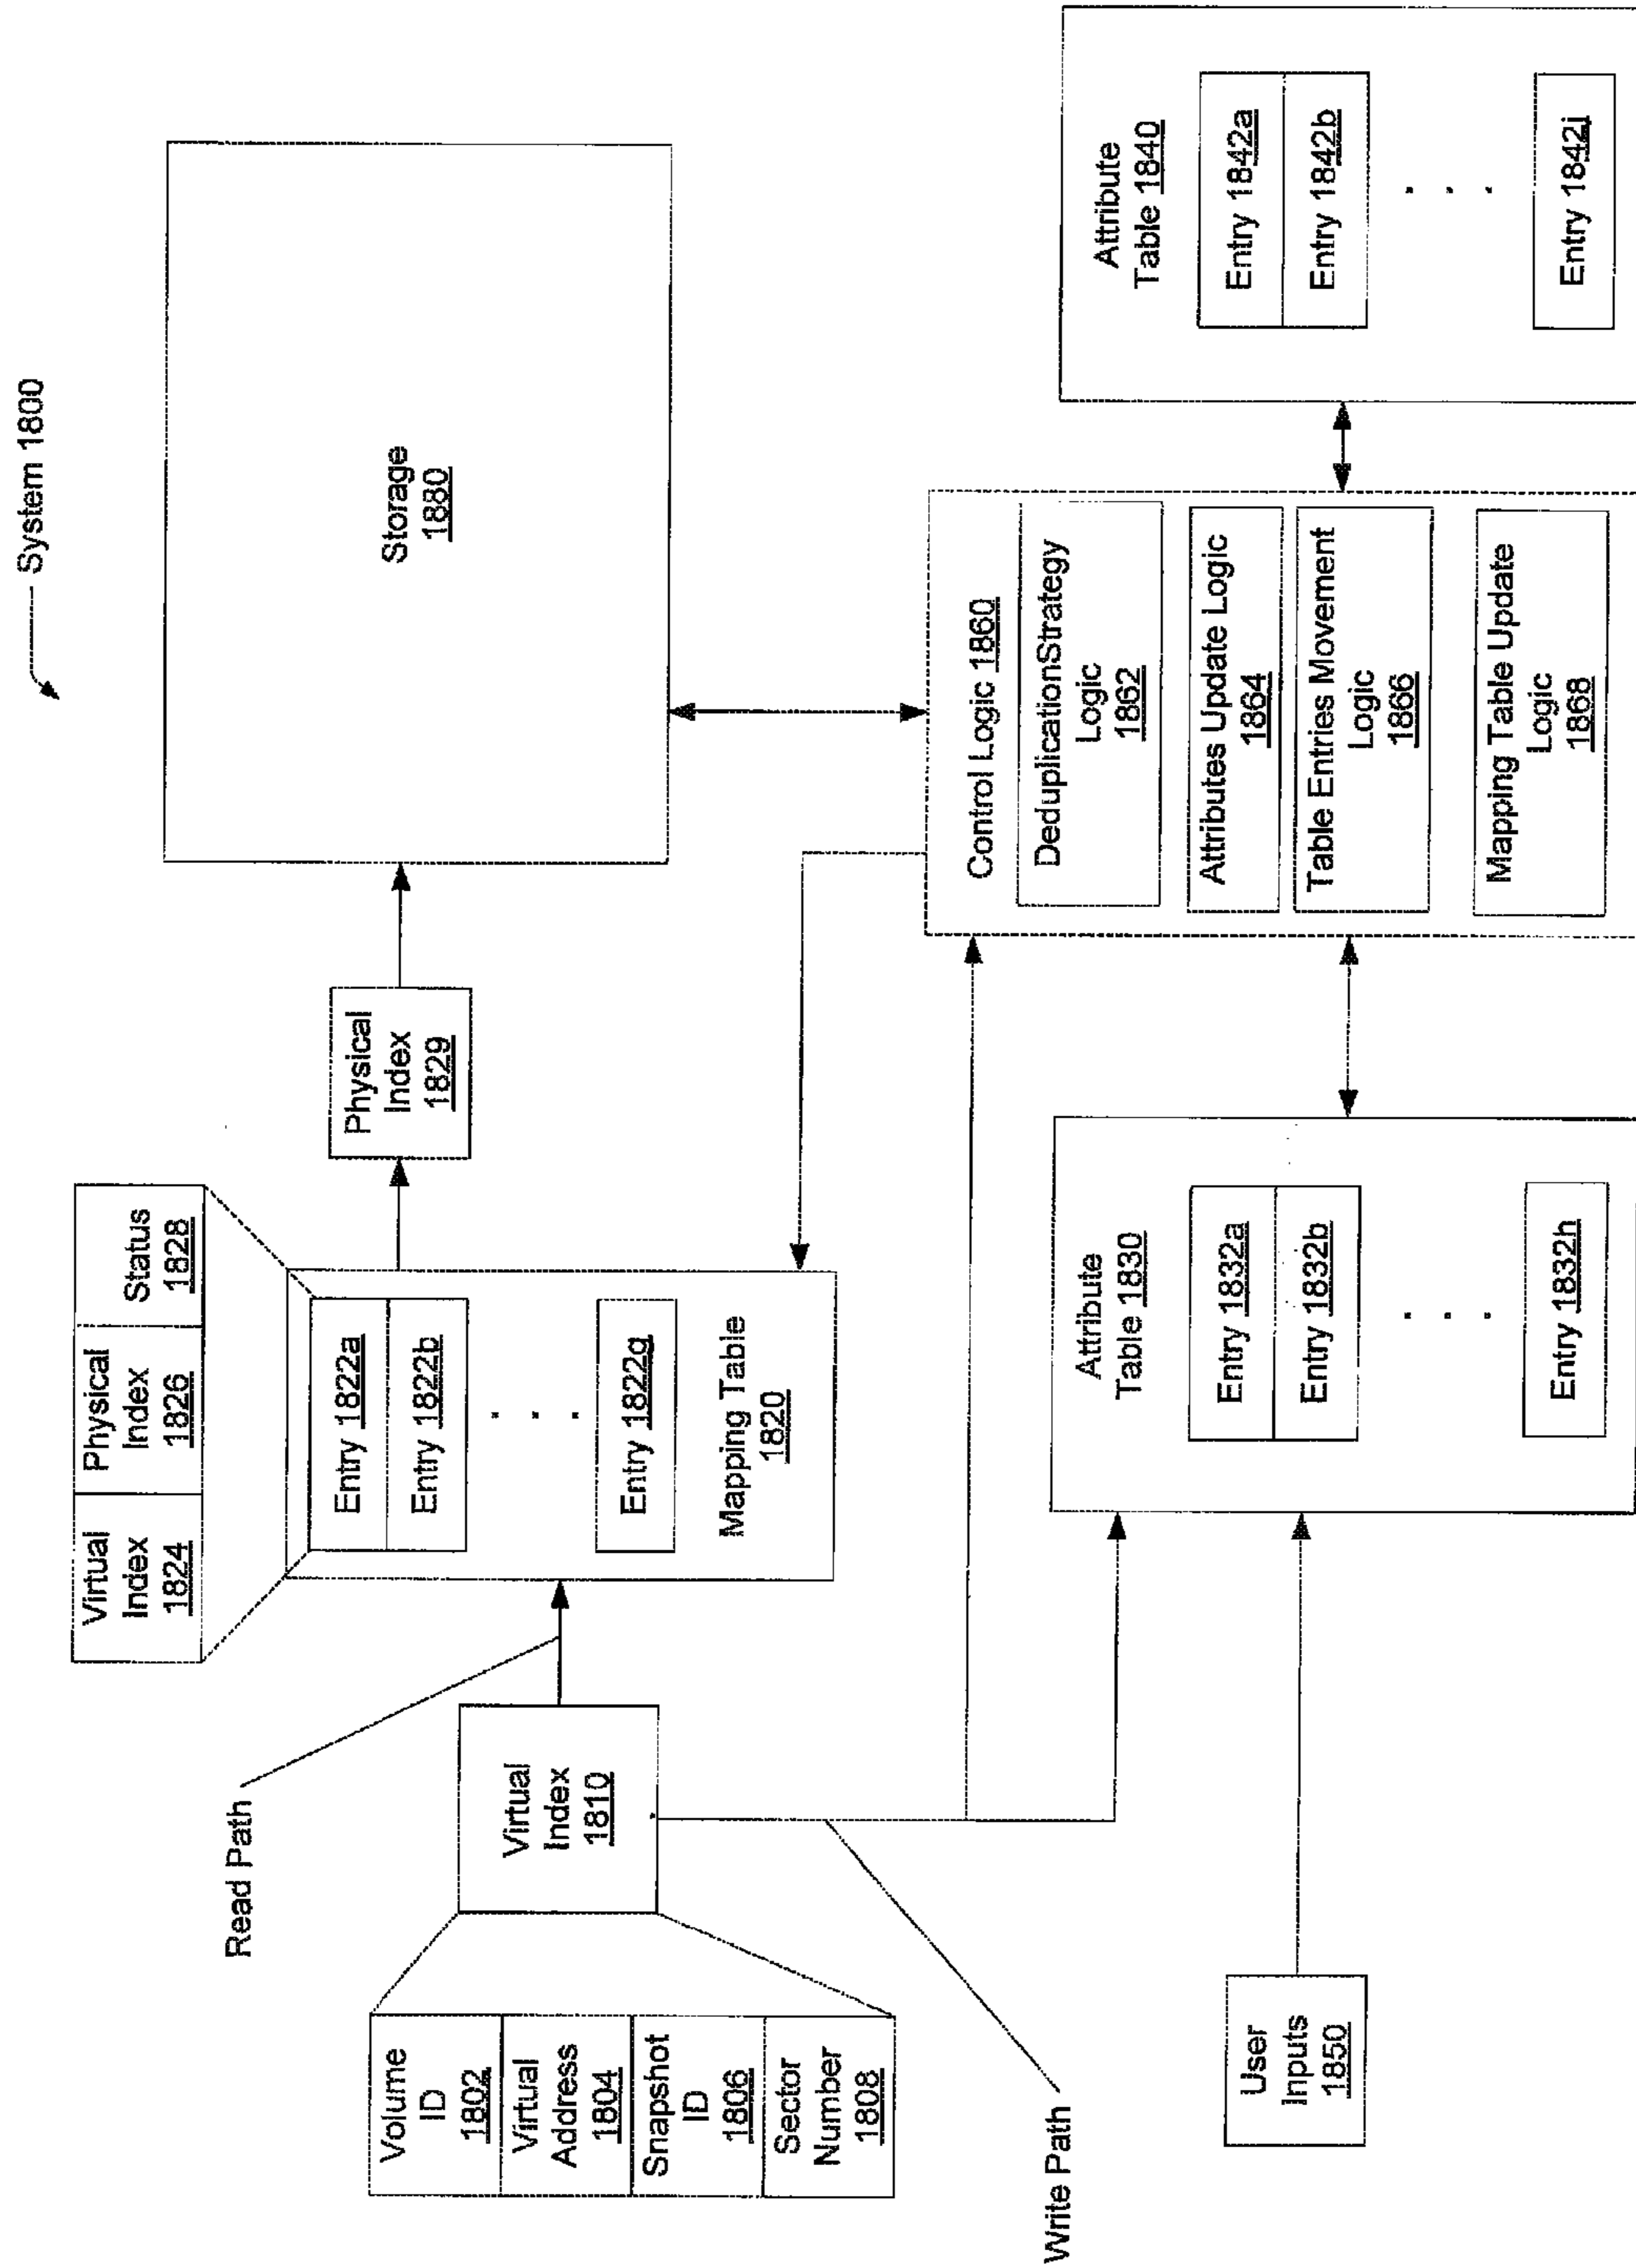 System 1800
Virtual
Index
1824
Physical
Index
1826
Status
1828
Read Path
Volume
ID
1802
Virtual
Address
1804
Snapshot
ID
1806
Sector
Number
1808
Virtual
Index
1810
Entry 1822a
Entry 1822b
. . .
Entry 1822g
Mapping Table
1820
Physical
Index
1829
Storage
1880
Write Path
User
Inputs
1850
Attribute
Table 1830
Entry 1832a
Entry 1832b
. . .
Entry 1832h
Control Logic 1860
DeduplicationStrategy
Logic
1862
Attributes Update Logic
1864
Table Entries Movement
Logic
1866
Mapping Table Update
Logic
1868
Attribute
Table 1840
Entry 1842a
Entry 1842b
. . .
Entry 1842j